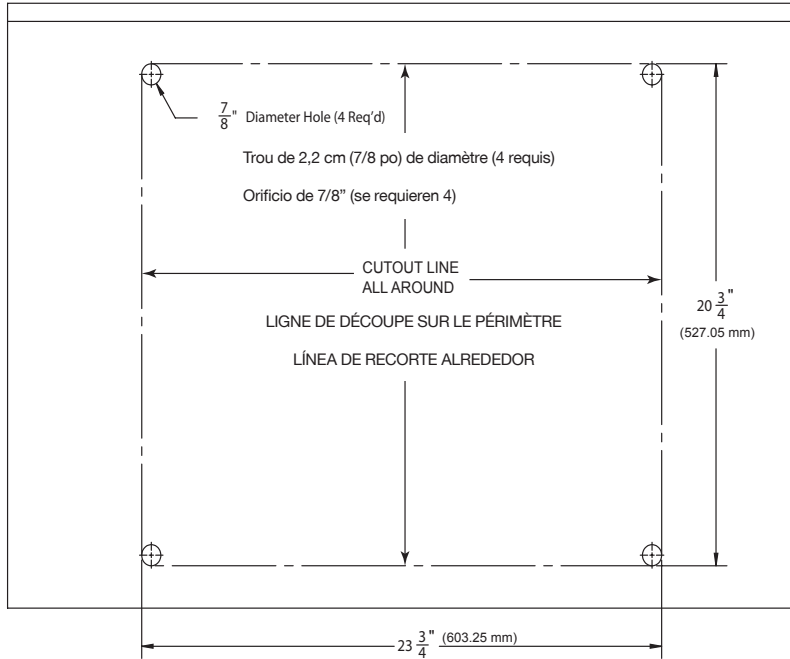 7/8" Diameter Hole (4 Req'd)
Trou de 2,2 cm (7/8 po) de diamètre (4 requis)
Orificio de 7/8” (se requieren 4)
CUTOUT LINE
ALL AROUND
LIGNE DE DÉCOUPE SUR LE PÉRIMÈTRE
LÍNEA DE RECORTE ALREDEDOR
20 3/4"
(527.05 mm)
23 3/4" (603.25 mm)